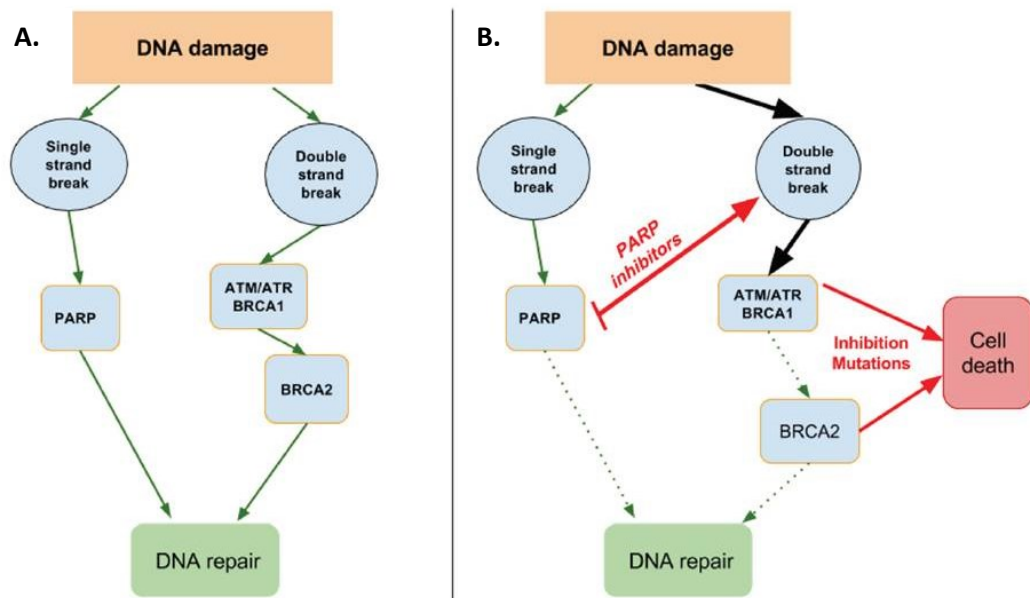 A.
DNA damage
Single
strand
break
Double
strand
break
PARP
ATM/ATR
BRCA1
BRCA2
DNA repair
B.
DNA damage
Single
strand
break
Double
strand
break
PARP
inhibitors
PARP
ATM/ATR
BRCA1
Inhibition
Mutations
Cell
death
BRCA2
DNA repair